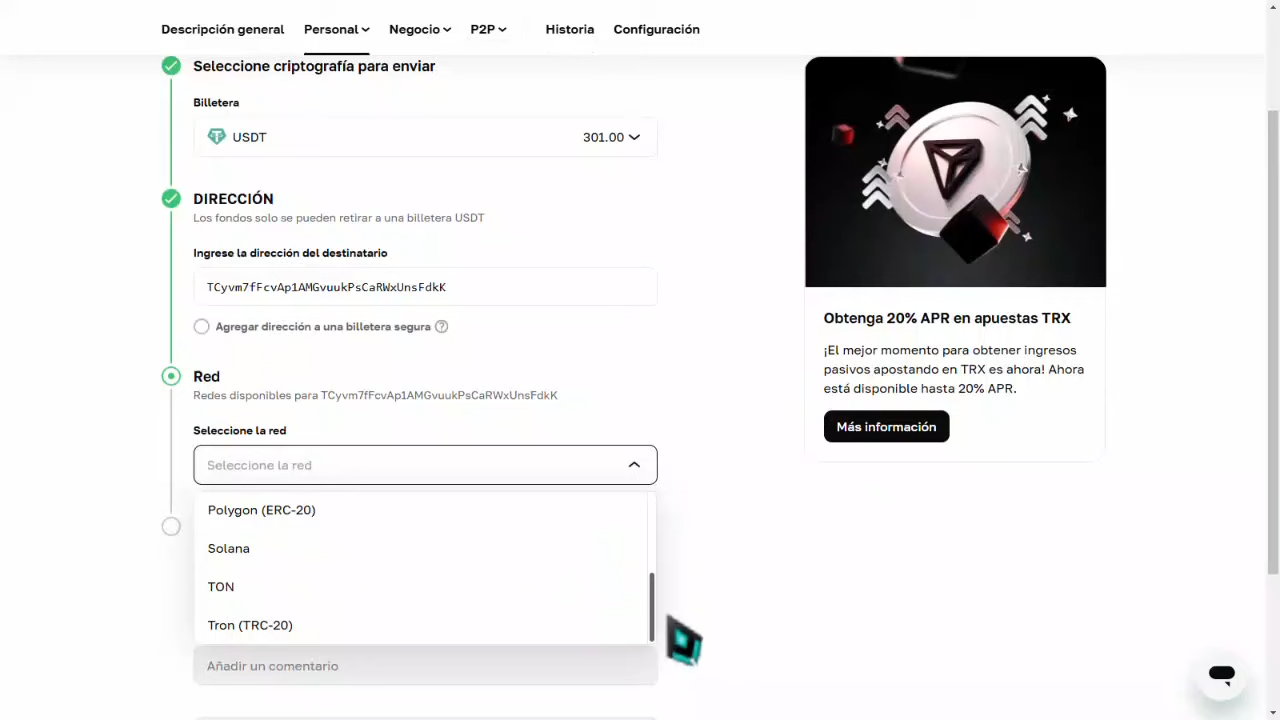 Descripción general
Personal
Negocio
P2P
Historia
Configuración
Seleccione criptografía para enviar
Billetera
USDT
301.00
DIRECCIÓN
Los fondos solo se pueden retirar a una billetera USDT
Ingrese la dirección del destinatario
TCyvm7fFcvAp1AMGvuukPsCaRWxUnsFdkK
Agregar dirección a una billetera segura
Red
Redes disponibles para TCyvm7fFcvAp1AMGvuukPsCaRWxUnsFdkK
Seleccione la red
Seleccione la red
Polygon (ERC-20)
Solana
TON
Tron (TRC-20)
Añadir un comentario
Obtenga 20% APR en apuestas TRX
¡El mejor momento para obtener ingresos
pasivos apostando en TRX es ahora! Ahora
está disponible hasta 20% APR.
Más información